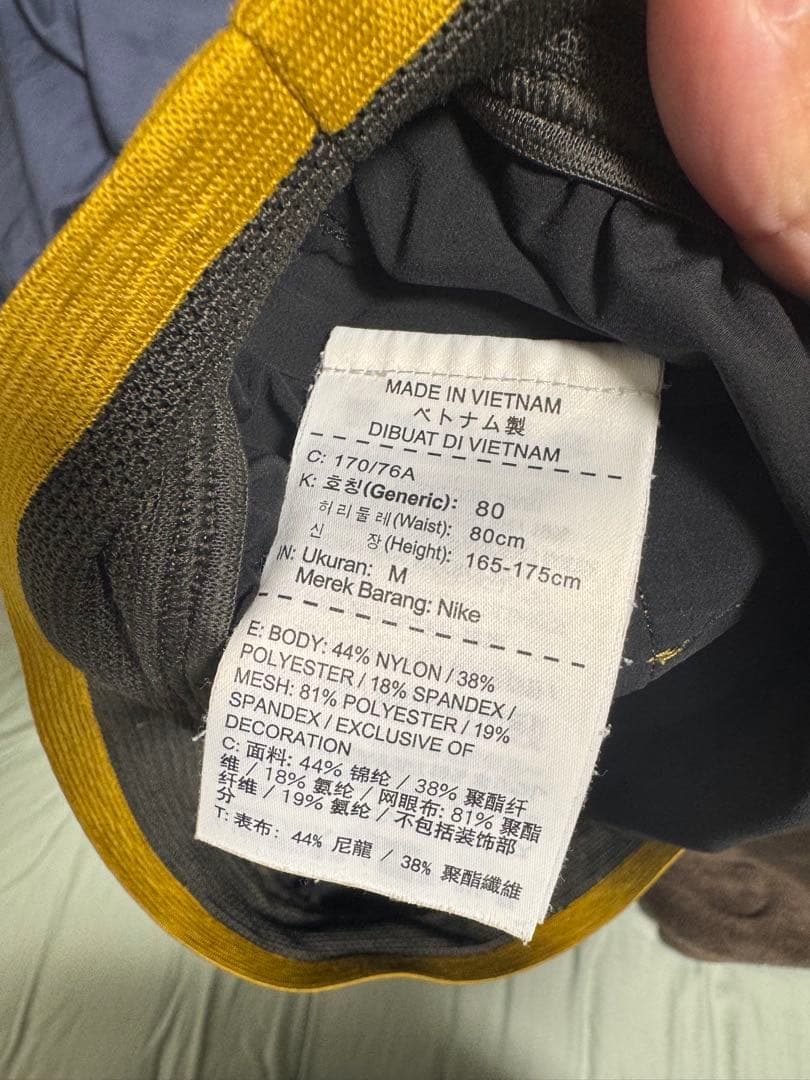 MADE IN VIETNAM
ベトナム製
DIBUAT DI VIETNAM
C: 170/76A
K: 호칭(Generic): 80
허리둘레(Waist): 80cm
신 장(Height): 165-175cm
IN: Ukuran: M
Merek Barang: Nike
E: BODY: 44% NYLON / 38%
POLYESTER / 18% SPANDEX /
MESH: 81% POLYESTER / 19%
SPANDEX / EXCLUSIVE OF
DECORATION
C: 面料: 44% 锦纶 / 38% 聚酯纤
维 / 18% 氨纶 / 网眼布: 81% 聚酯
纤维 / 19% 氨纶 / 不包括装饰部
分
T: 表布: 44% 尼龍 / 38% 聚酯纖維